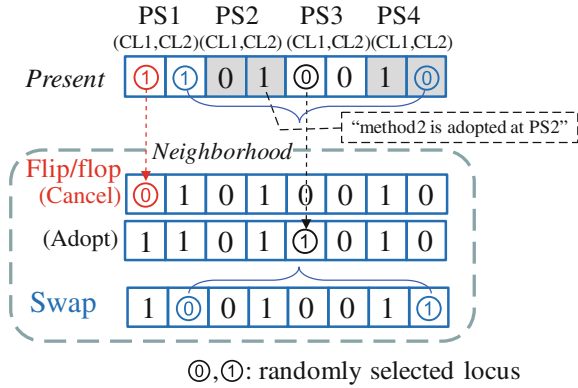 PS1 PS2 PS3 PS4
(CL1,CL2)(CL1,CL2) (CL1,CL2)(CL1,CL2)
Present 1 1 0 1 0 0 1 0
“method2 is adopted at PS2”
Neighborhood
Flip/flop
(Cancel) 0 1 0 1 0 0 1 0
(Adopt) 1 1 0 1 1 0 1 0
Swap 1 0 0 1 0 0 1 1
0,1: randomly selected locus